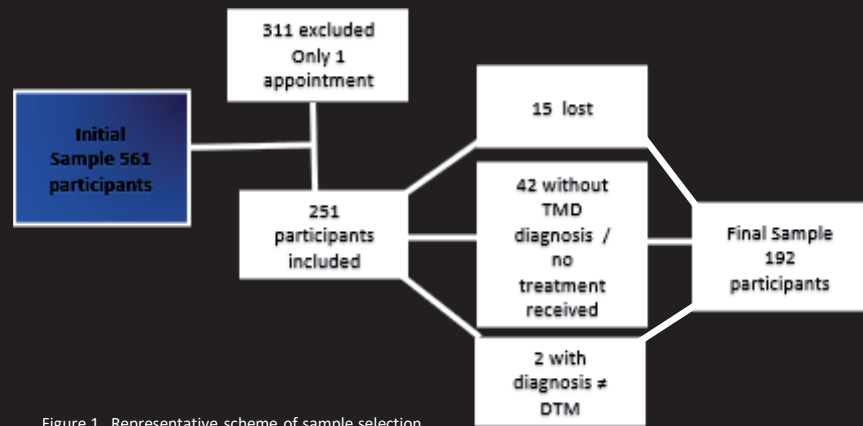 311 excluded
Only 1
appointment
Initial
Sample 561
participants
15 lost
251
participants
included
42 without
TMD
diagnosis /
no
treatment
received
Final Sample
192
participants
2 with
diagnosis ≠
DTM
Figure 1. Representative scheme of sample selection